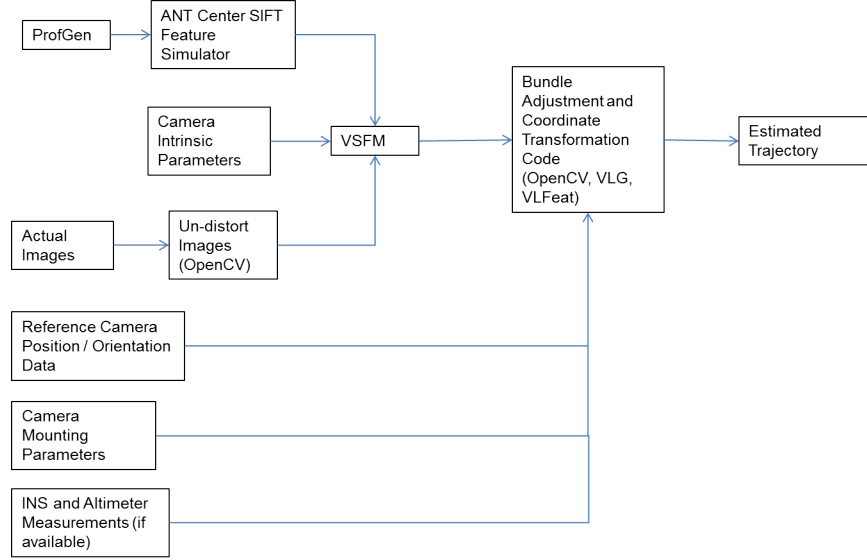 ProfGen
ANT Center SIFT
Feature
Simulator
Camera
Intrinsic
Parameters
VSFM
Bundle
Adjustment and
Coordinate
Transformation
Code
(OpenCV, VLG,
VLFeat)
Estimated
Trajectory
Actual
Images
Un-distort
Images
(OpenCV)
Reference Camera
Position / Orientation
Data
Camera
Mounting
Parameters
INS and Altimeter
Measurements (if
available)